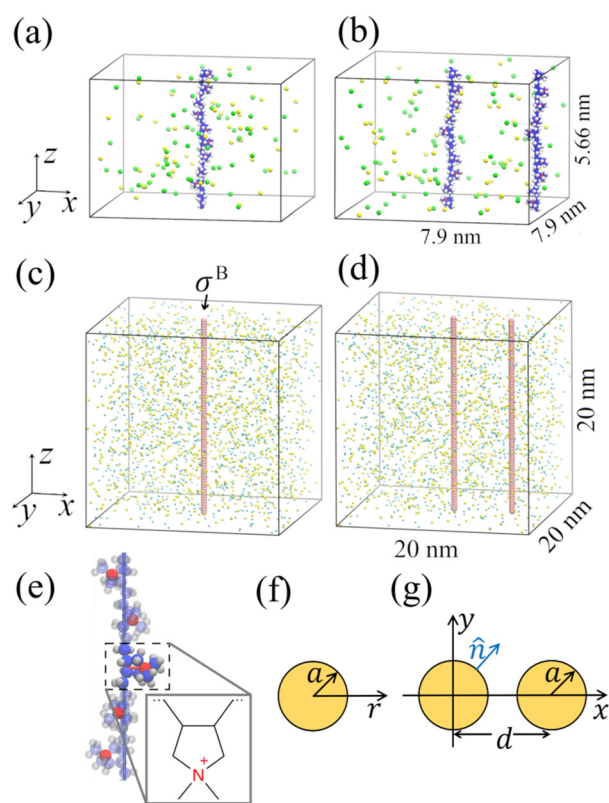 (a)
(b)
z
y
x
5.66 nm
7.9 nm
7.9 nm
(c)
σᴮ
(d)
z
y
x
20 nm
20 nm
20 nm
(e)
(f)
(g)
+
N
a
r
y
n̂
a
x
d